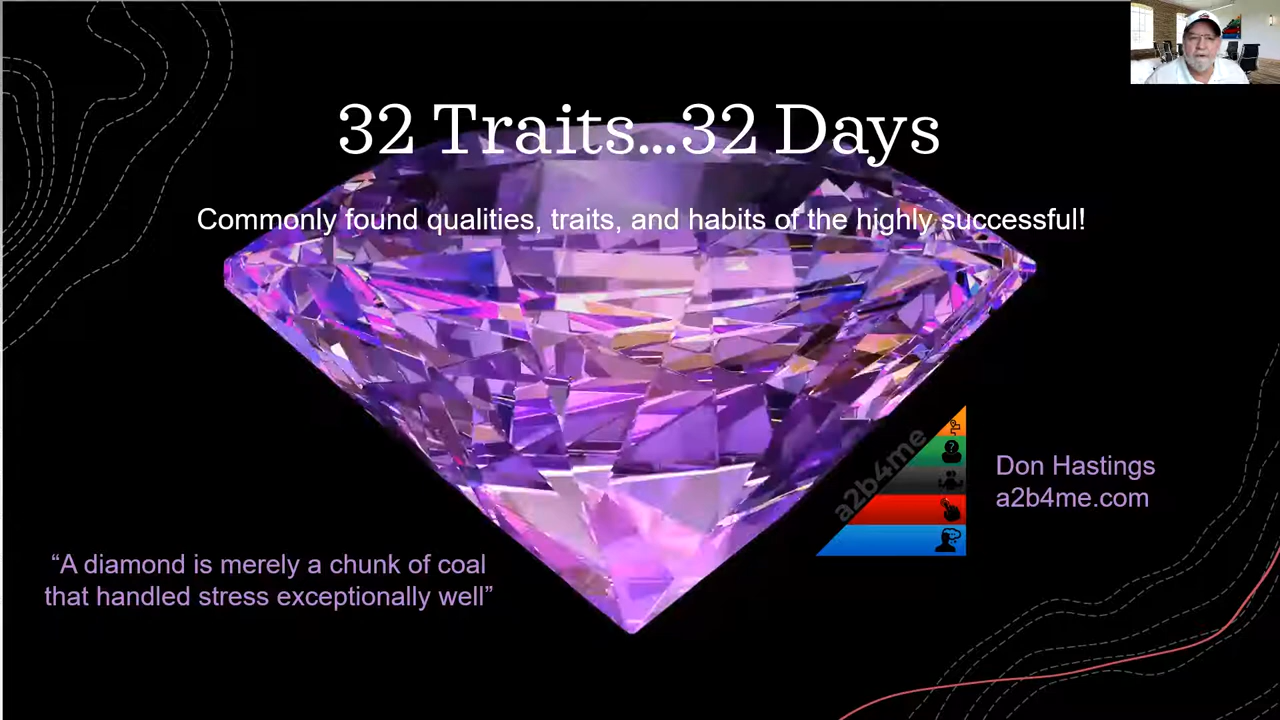 32 Traits...32 Days
Commonly found qualities, traits, and habits of the highly successful!
a2b4me
?
Don Hastings
a2b4me.com
“A diamond is merely a chunk of coal
that handled stress exceptionally well”